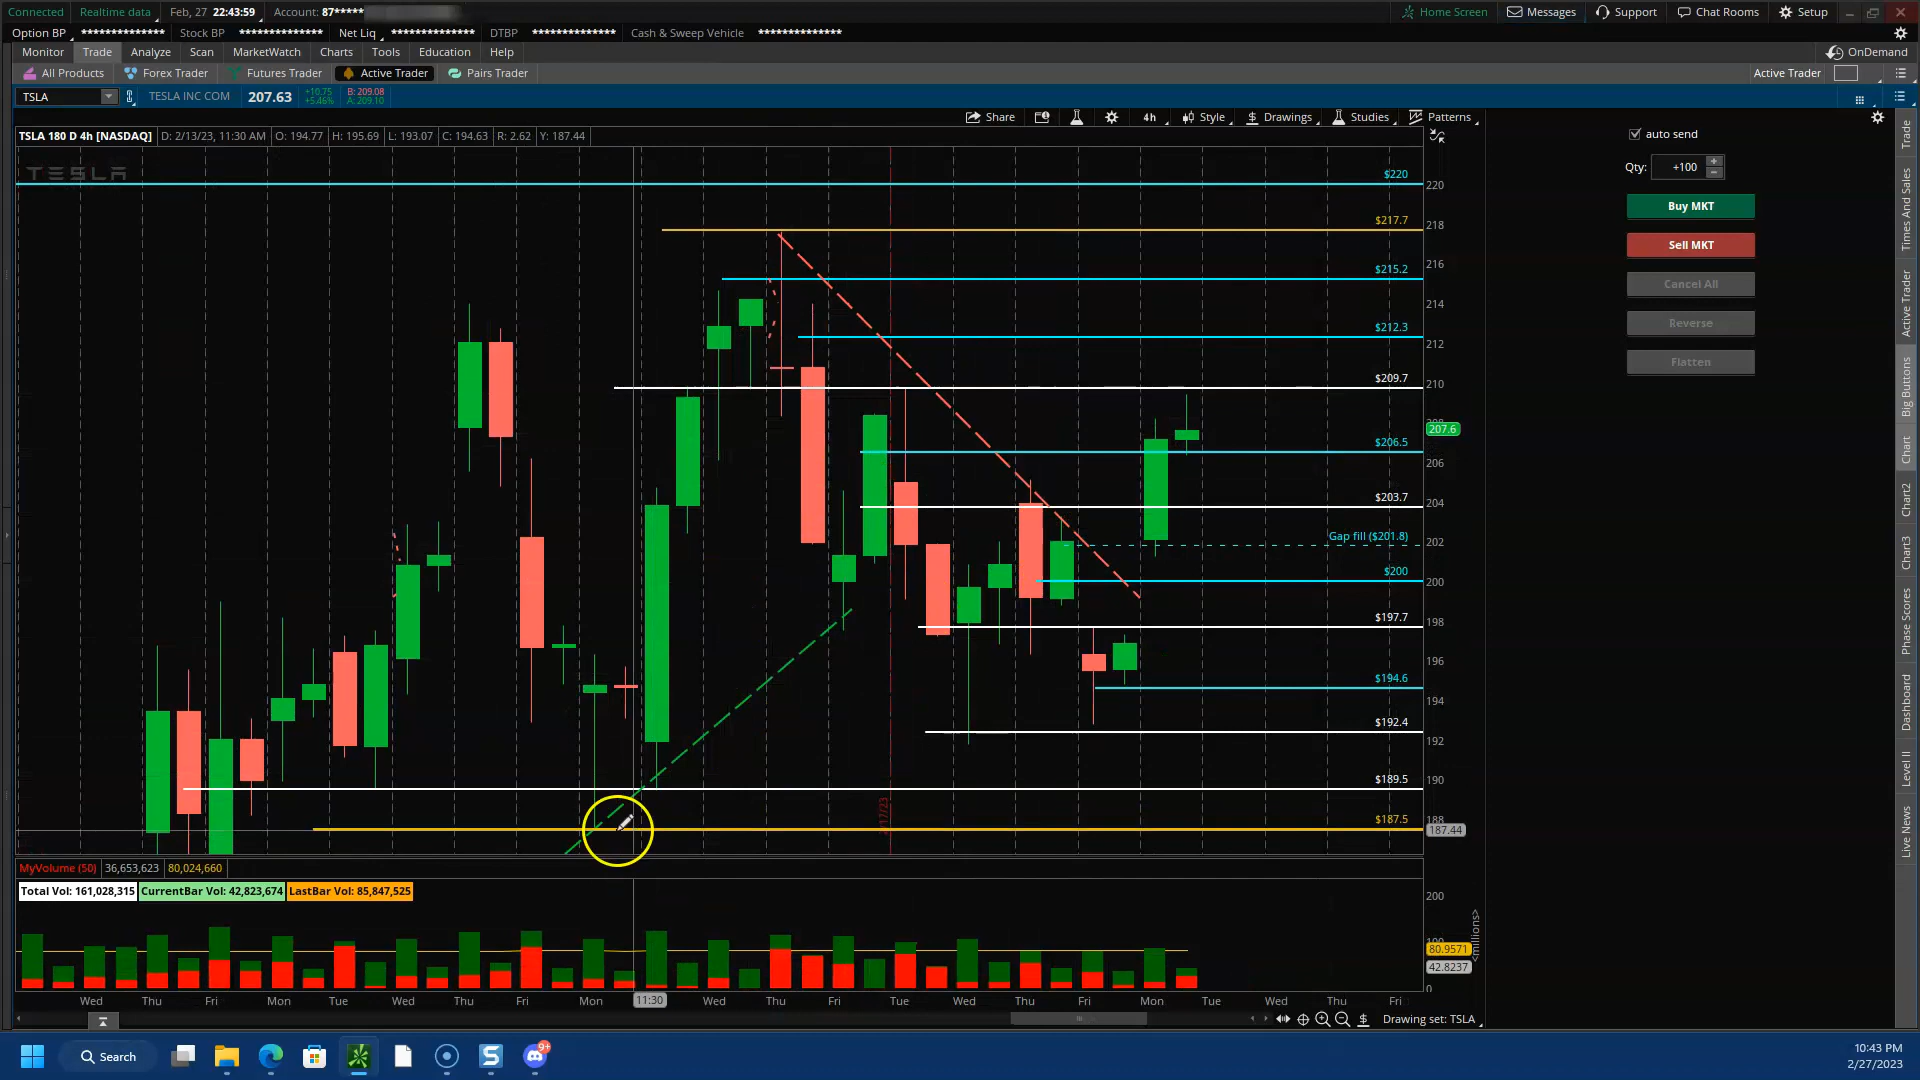 Connected Realtime data Feb, 27 22:43:59 Account: 87***** Home Screen Messages Support Chat Rooms Setup
Option BP ************** Stock BP ************** Net Liq ************** DTBP ************** Cash & Sweep Vehicle **************
Monitor Trade Analyze Scan MarketWatch Charts Tools Education Help OnDemand
All Products Forex Trader Futures Trader Active Trader Pairs Trader Active Trader
TSLA TESLA INC COM 207.63 +10.75 +5.46% B: 209.08 A: 209.10
Share 4h Style Drawings Studies Patterns
TSLA 180 D 4h [NASDAQ] D: 2/13/23, 11:30 AM O: 194.77 H: 195.69 L: 193.07 C: 194.63 R: 2.62 Y: 187.44
TESLA
auto send
Qty: +100
Buy MKT
Sell MKT
Cancel All
Reverse
Flatten
$220
$217.7
$215.2
$212.3
$209.7
$206.5
$203.7
Gap fill ($201.8)
$200
$197.7
$194.6
$192.4
$189.5
$187.5
220
218
216
214
212
210
207.6
206
204
202
200
198
196
194
192
190
188
187.44
2/17/23
MyVolume (50) 36,653,623 80,024,660
Total Vol: 161,028,315 CurrentBar Vol: 42,823,674 LastBar Vol: 85,847,525
200
80.9571
42.8237
0
<millions>
Wed Thu Fri Mon Tue Wed Thu Fri Mon 11:30 Wed Thu Fri Tue Wed Thu Fri Mon Tue Wed Thu Fri
Drawing set: TSLA
Trade
Times And Sales
Active Trader
Big Buttons
Chart
Chart2
Chart3
Phase Scores
Dashboard
Level II
Live News
Search
9+
10:43 PM
2/27/2023